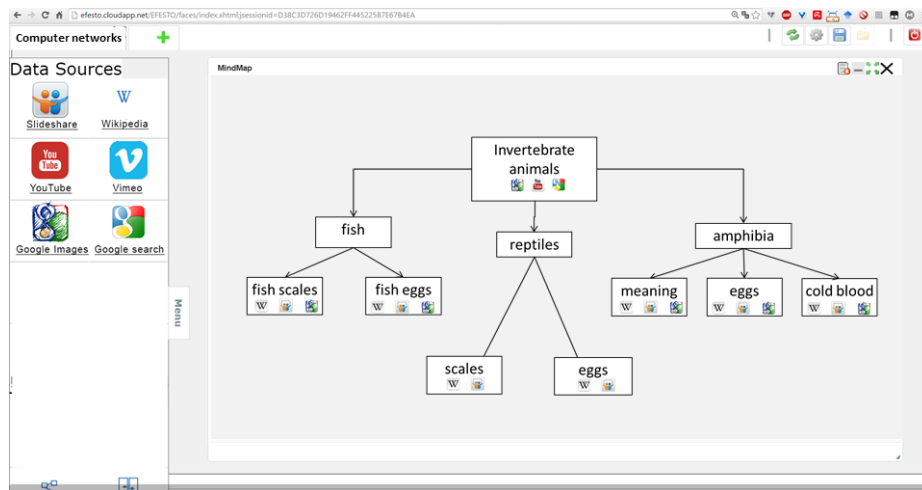 efesto.cloudapp.net/EFESTO/faces/index.xhtml;jsessionid=D38C3D726D19462FF44522587E67B4EA
Computer networks
Data Sources
MindMap
W
Slideshare
Wikipedia
You
Tube
YouTube
Vimeo
Google Images
Google search
Menu
Invertebrate
animals
fish
reptiles
amphibia
fish scales
fish eggs
meaning
eggs
cold blood
W
W
W
W
W
scales
eggs
W
W